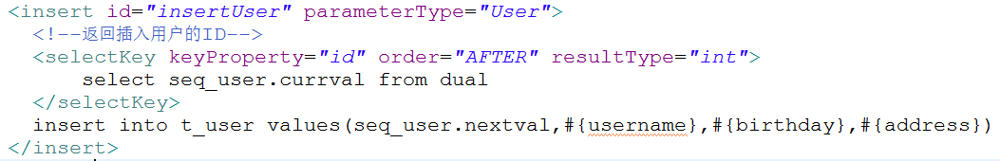 <insert id="insertUser" parameterType="User">
<!--返回插入用户的ID-->
<selectKey keyProperty="id" order="AFTER" resultType="int">
select seq_user.currval from dual
</selectKey>
insert into t_user values(seq_user.nextval,#{username},#{birthday},#{address})
</insert>